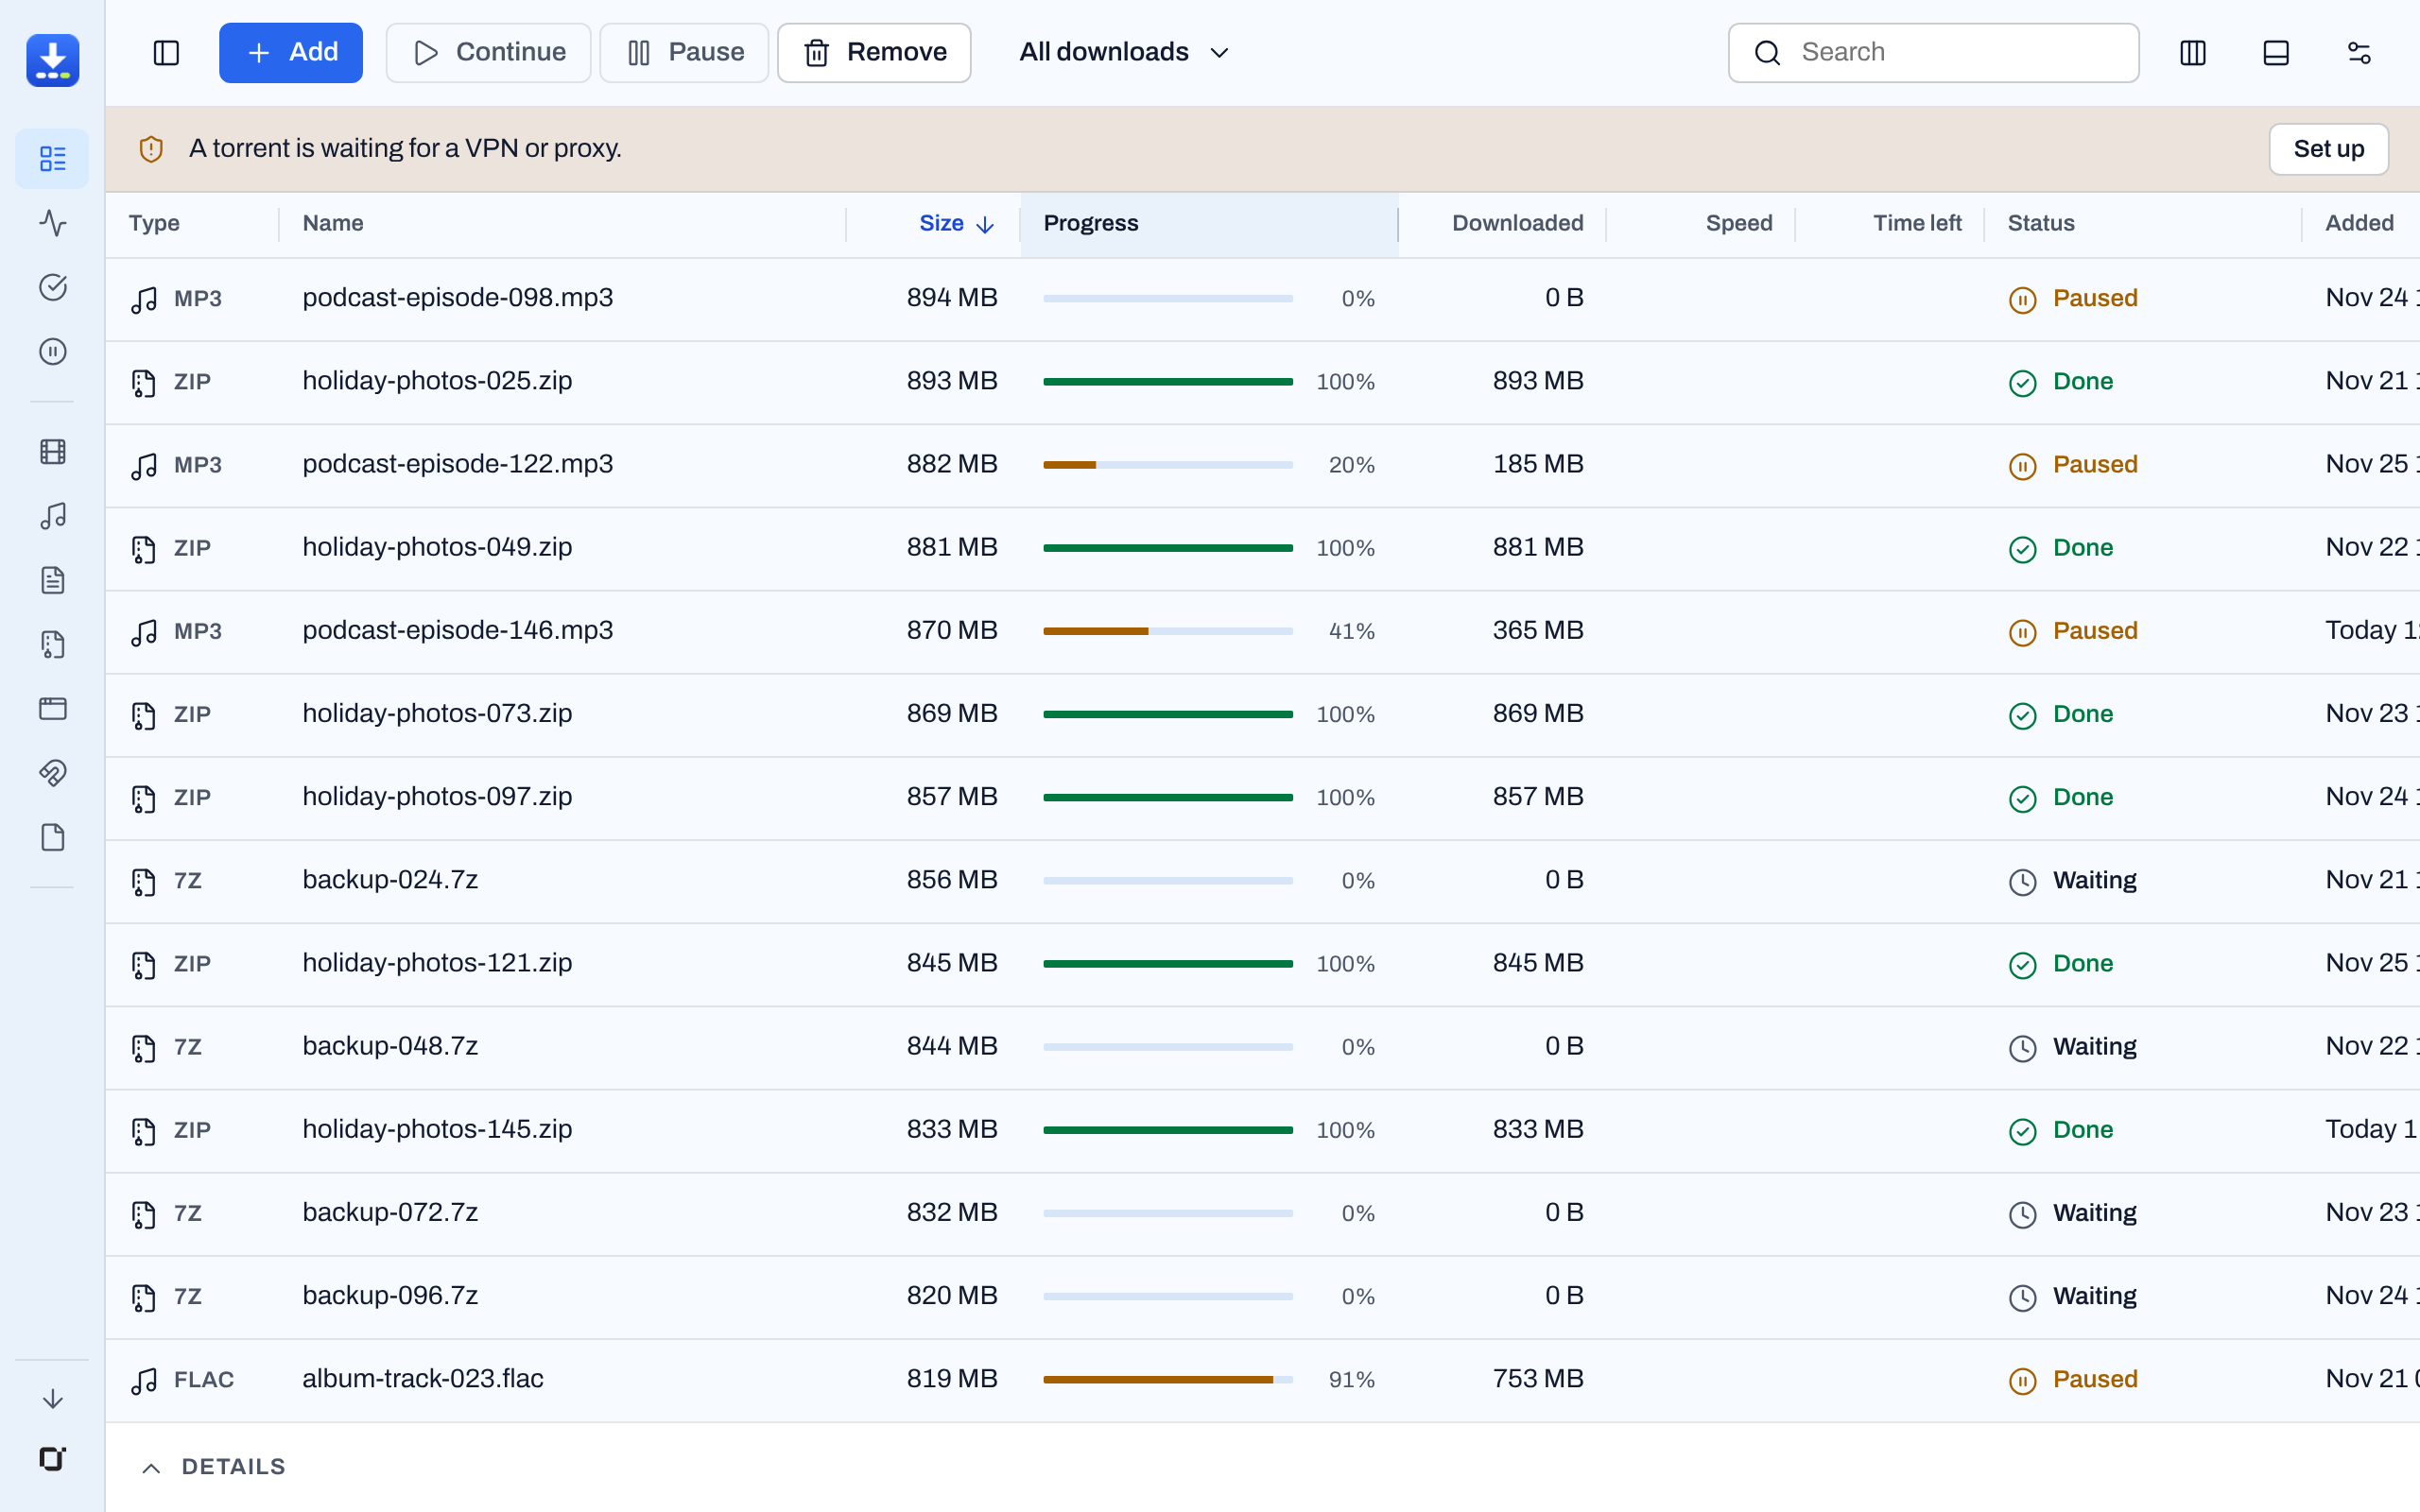 Add Continue Pause Remove All downloads Search
A torrent is waiting for a VPN or proxy. Set up
Type Name Size Progress Downloaded Speed Time left Status Added
MP3 podcast-episode-098.mp3 894 MB 0% 0 B Paused Nov 24
ZIP holiday-photos-025.zip 893 MB 100% 893 MB Done Nov 21
MP3 podcast-episode-122.mp3 882 MB 20% 185 MB Paused Nov 25
ZIP holiday-photos-049.zip 881 MB 100% 881 MB Done Nov 22
MP3 podcast-episode-146.mp3 870 MB 41% 365 MB Paused Today
ZIP holiday-photos-073.zip 869 MB 100% 869 MB Done Nov 23
ZIP holiday-photos-097.zip 857 MB 100% 857 MB Done Nov 24
7Z backup-024.7z 856 MB 0% 0 B Waiting Nov 21
ZIP holiday-photos-121.zip 845 MB 100% 845 MB Done Nov 25
7Z backup-048.7z 844 MB 0% 0 B Waiting Nov 22
ZIP holiday-photos-145.zip 833 MB 100% 833 MB Done Today
7Z backup-072.7z 832 MB 0% 0 B Waiting Nov 23
7Z backup-096.7z 820 MB 0% 0 B Waiting Nov 24
FLAC album-track-023.flac 819 MB 91% 753 MB Paused Nov 21
DETAILS